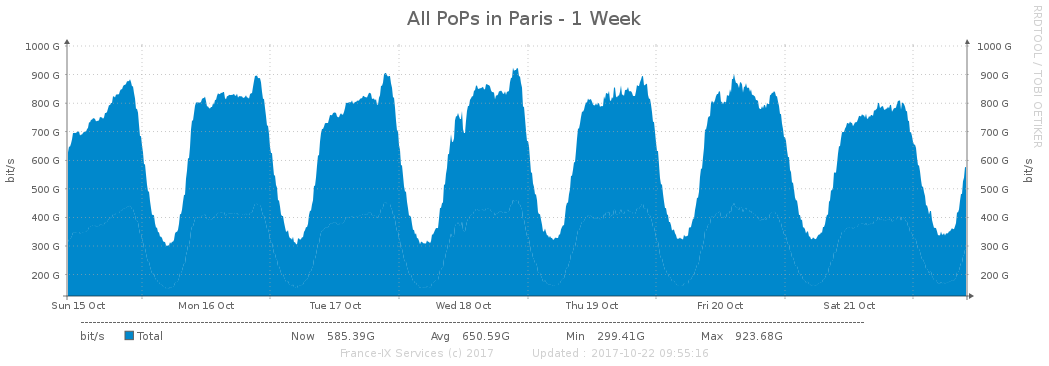 All PoPs in Paris - 1 Week
RRDTOOL / TOBI OETIKER
bit/s
1000 G
900 G
800 G
700 G
600 G
500 G
400 G
300 G
200 G
1000 G
900 G
800 G
700 G
600 G
500 G
400 G
300 G
200 G
bit/s
Sun 15 Oct Mon 16 Oct Tue 17 Oct Wed 18 Oct Thu 19 Oct Fri 20 Oct Sat 21 Oct
bit/s Total Now 585.39G Avg 650.59G Min 299.41G Max 923.68G
France-IX Services (c) 2017 Updated : 2017-10-22 09:55:16